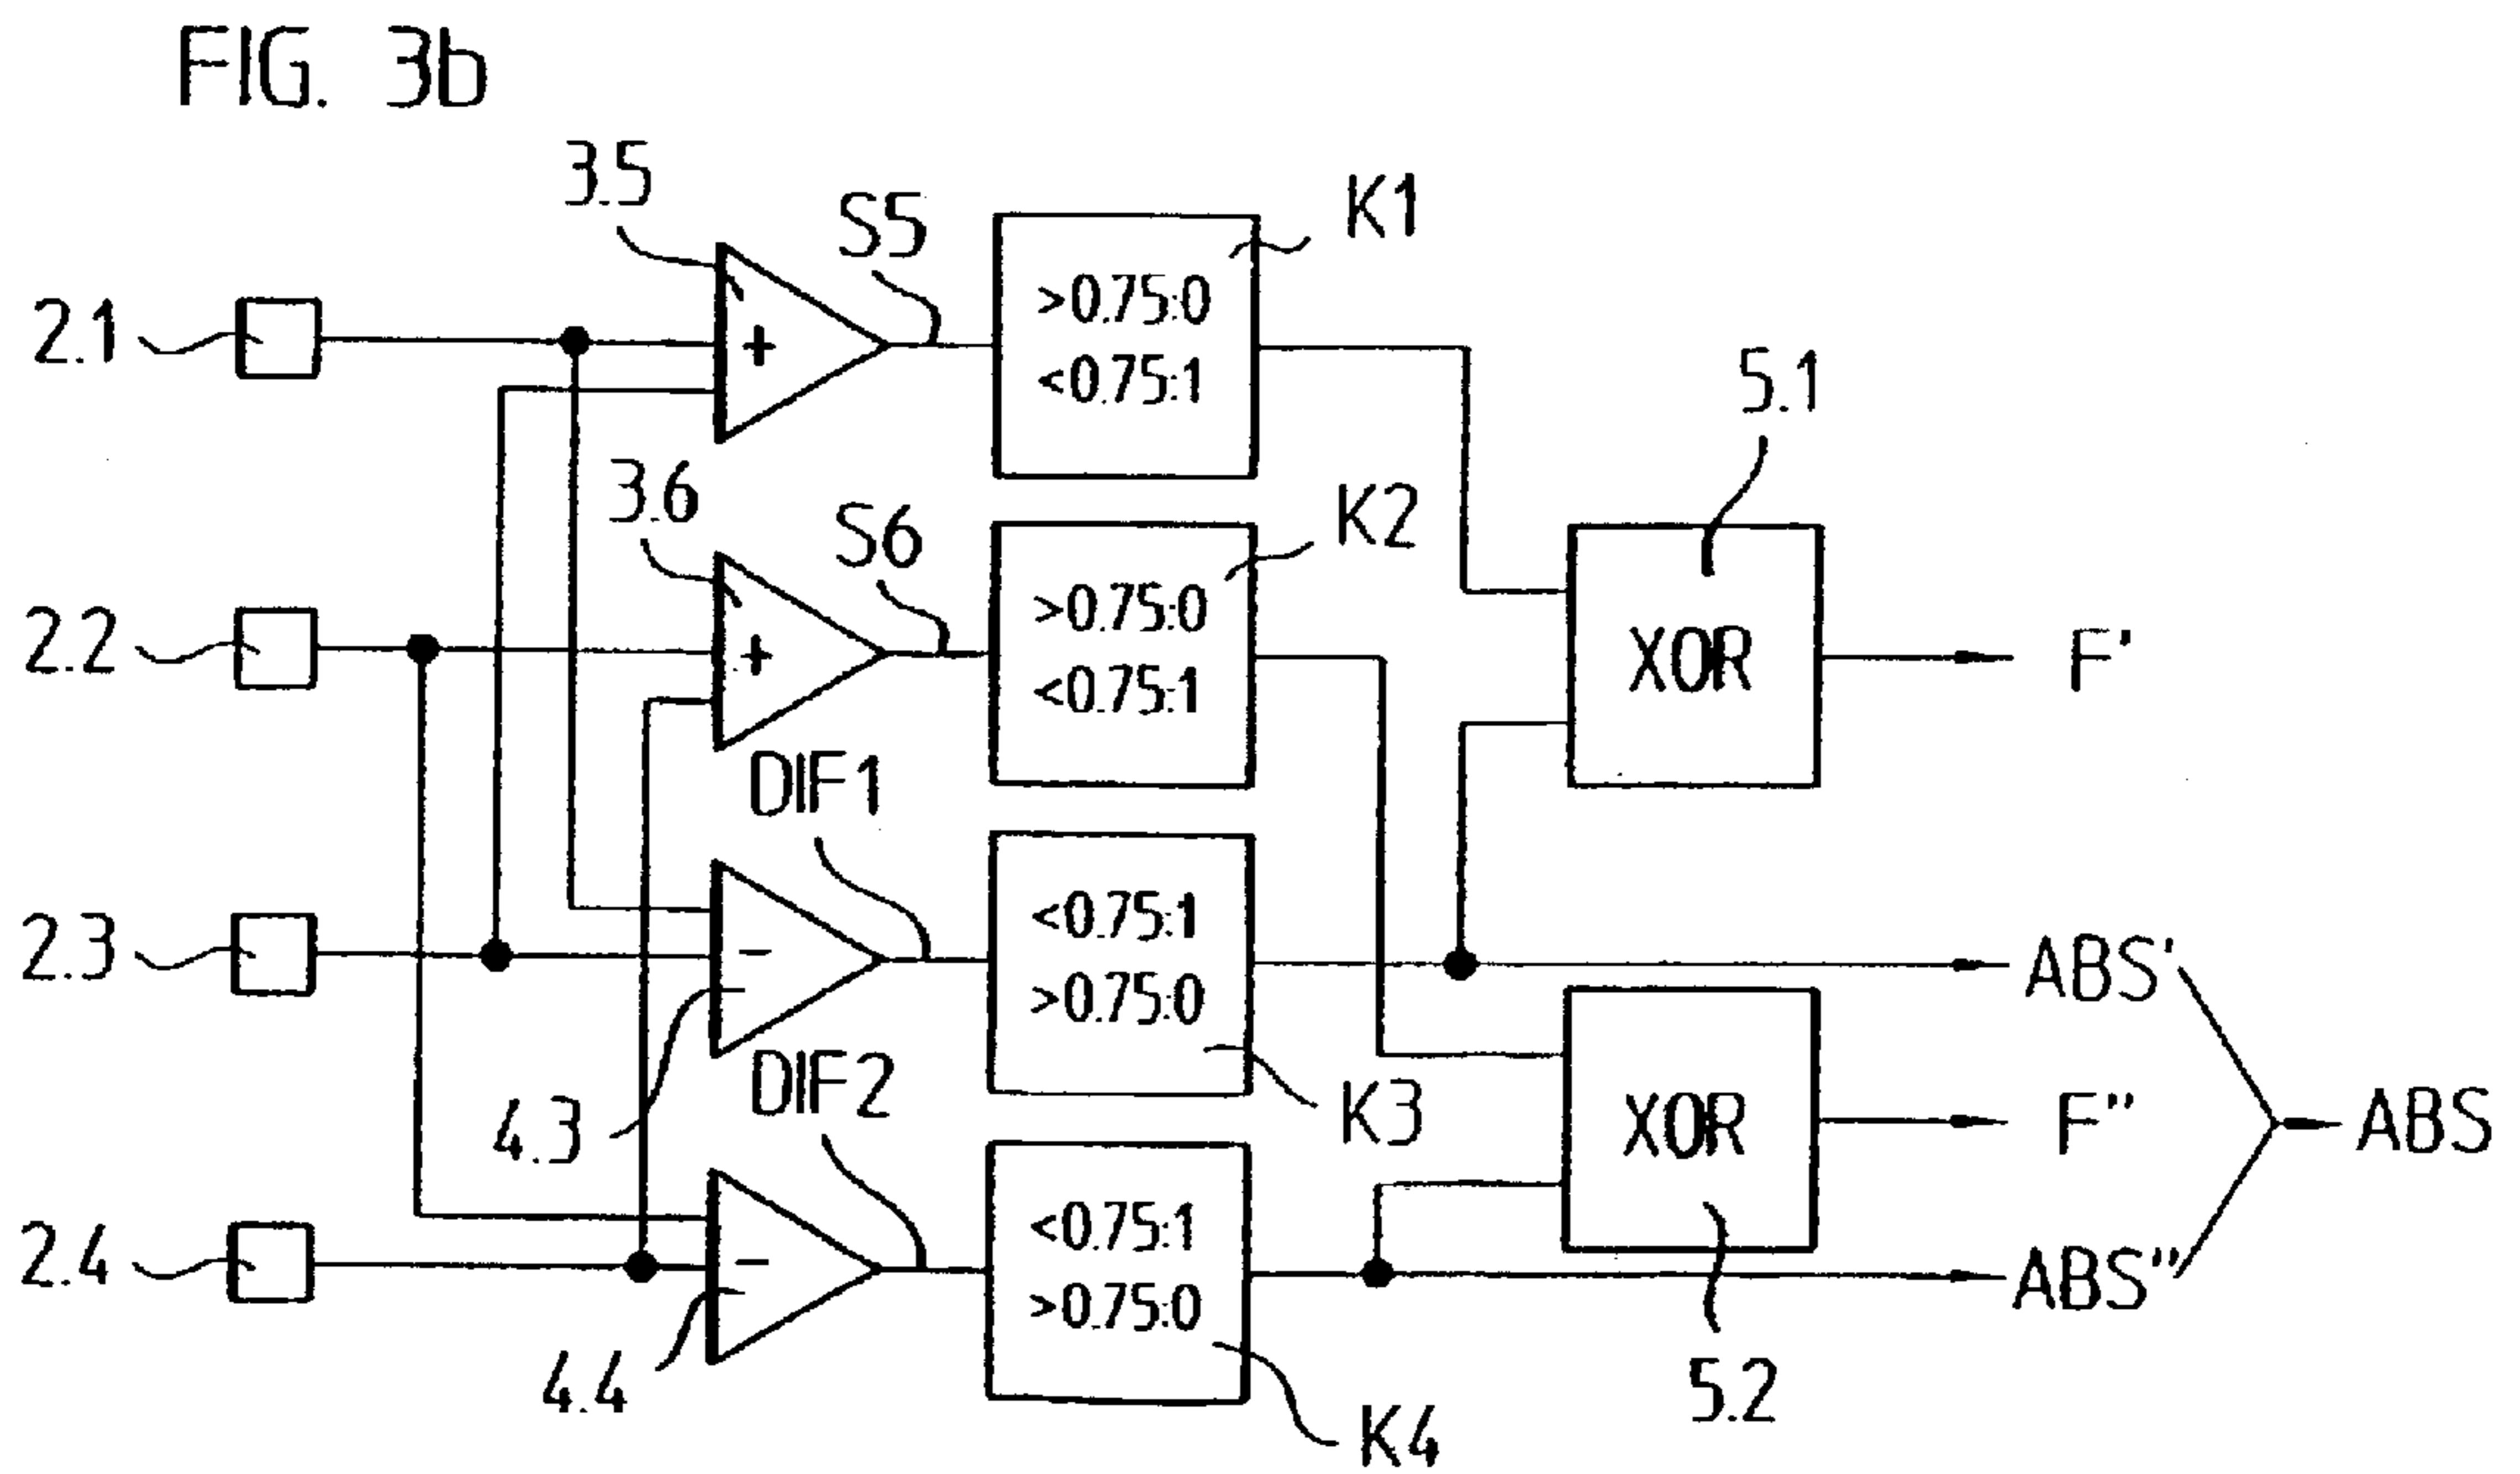 FIG. 3b
3.5
S5
K1
2.1
+
>0.75:0
<0.75:1
5.1
3.6
S6
K2
2.2
+
>0.75:0
<0.75:1
XOR
F'
DIF1
2.3
-
<0.75:1
>0.75:0
ABS'
4.3
DIF2
K3
XOR
F"
ABS
2.4
-
<0.75:1
>0.75:0
ABS"
4.4
5.2
K4